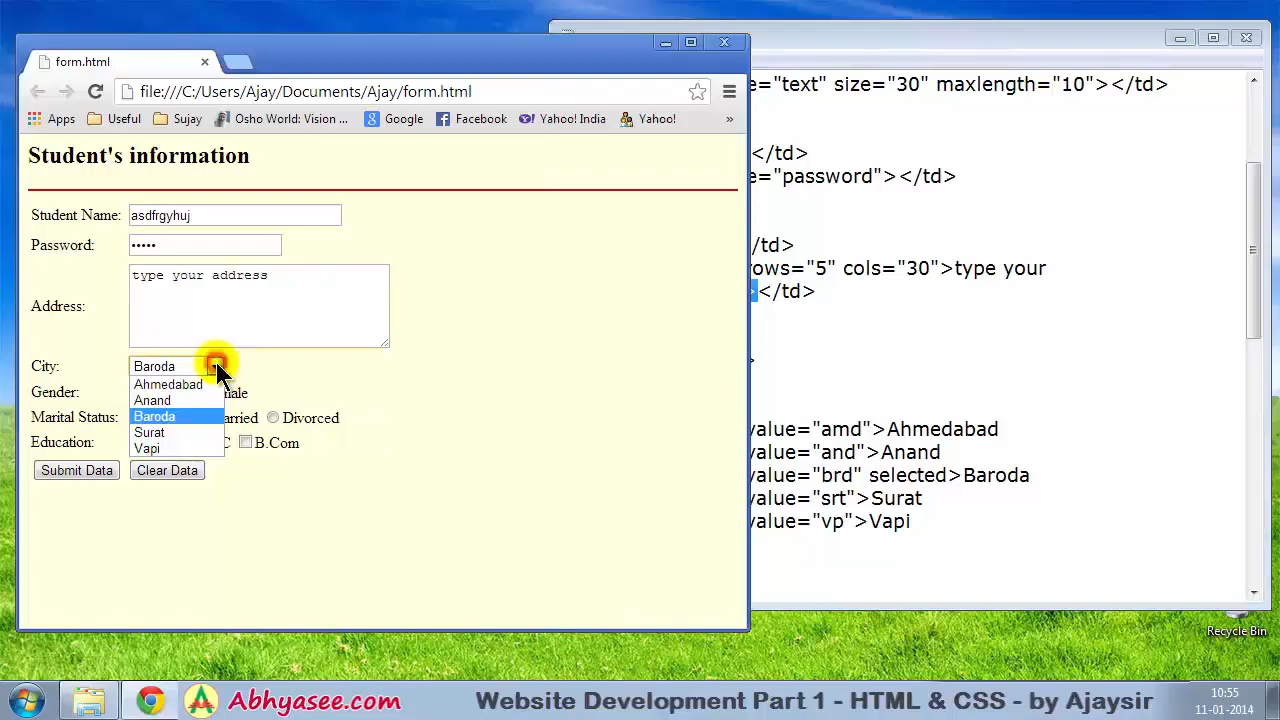 form.html
file:///C:/Users/Ajay/Documents/Ajay/form.html
Apps Useful Sujay Osho World: Vision ... Google Facebook Yahoo! India Yahoo! »
Student's information
Student Name: asdfrgyhuj
Password: •••••
type your address
Address:
City: Baroda
Ahmedabad
Gender: male
Anand
Baroda
Marital Status: arried Divorced
Surat
Education: C B.Com
Vapi
Submit Data Clear Data
="text" size="30" maxlength="10"></td>
</td>
e="password"></td>
/td>
rows="5" cols="30">type your
></td>
>
value="amd">Ahmedabad
value="and">Anand
value="brd" selected>Baroda
value="srt">Surat
value="vp">Vapi
Recycle Bin
Abhyasee.com
Website Development Part 1 - HTML & CSS - by Ajaysir
10:55
11-01-2014